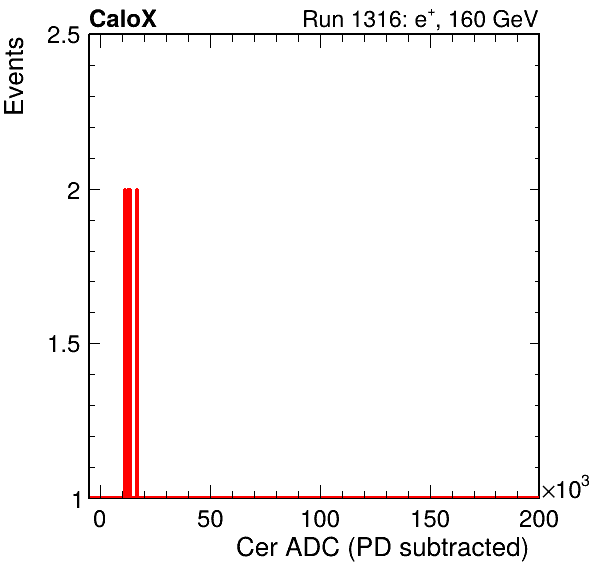 CaloX Run 1316: e⁺, 160 GeV
Events
2.5
2
1.5
1
0 50 100 150 200
×10³
Cer ADC (PD subtracted)